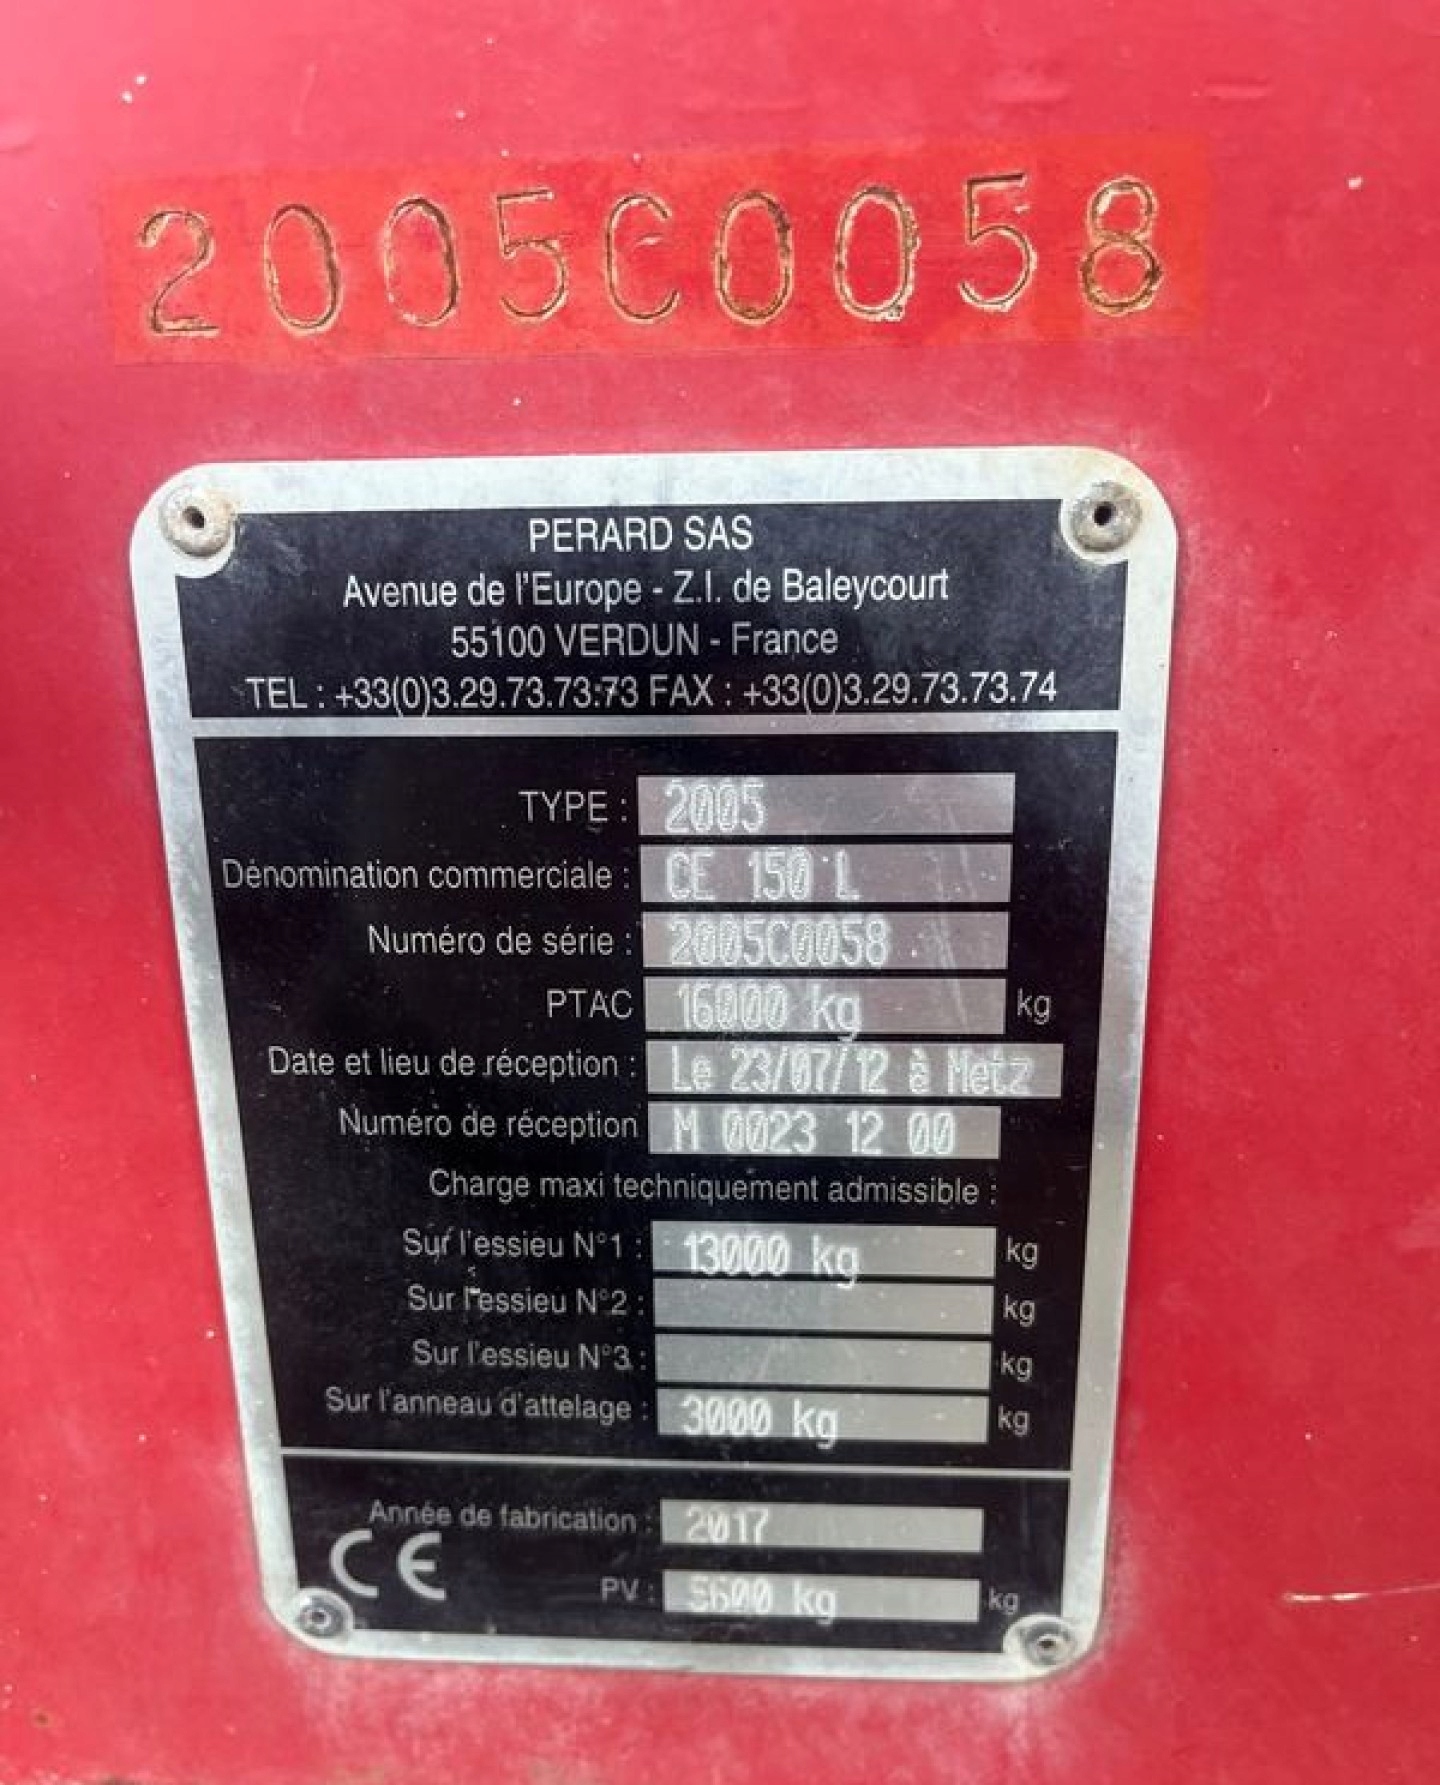 2005C0058
PERARD SAS
Avenue de l'Europe - Z.I. de Baleycourt
55100 VERDUN - France
TEL : +33(0)3.29.73.73.73 FAX : +33(0)3.29.73.73.74
TYPE : 2005
Dénomination commerciale : CE 150 L
Numéro de série : 2005C0058
PTAC 16000 kg kg
Date et lieu de réception : Le 23/07/12 à Metz
Numéro de réception M 0023 12 00
Charge maxi techniquement admissible :
Sur l'essieu N°1 : 13000 kg kg
Sur l'essieu N°2 : kg
Sur l'essieu N°3 : kg
Sur l'anneau d'attelage : 3000 kg kg
Année de fabrication : 2017
CE PV : 5600 kg kg